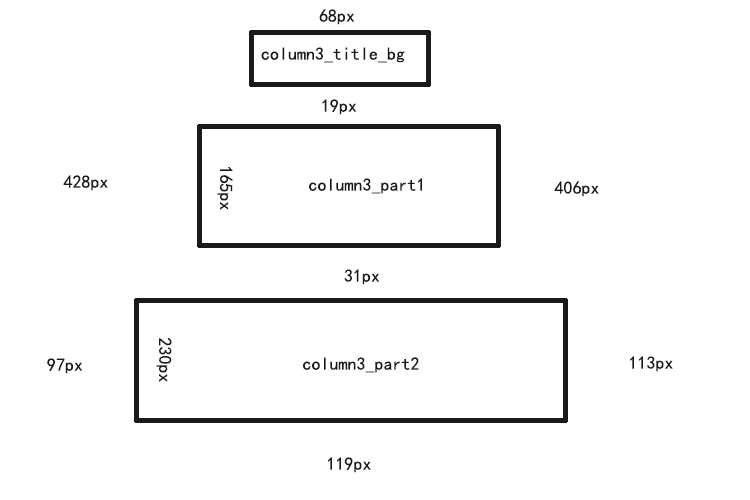 68px
column3_title_bg
19px
428px
165px
column3_part1
406px
31px
97px
230px
column3_part2
113px
119px